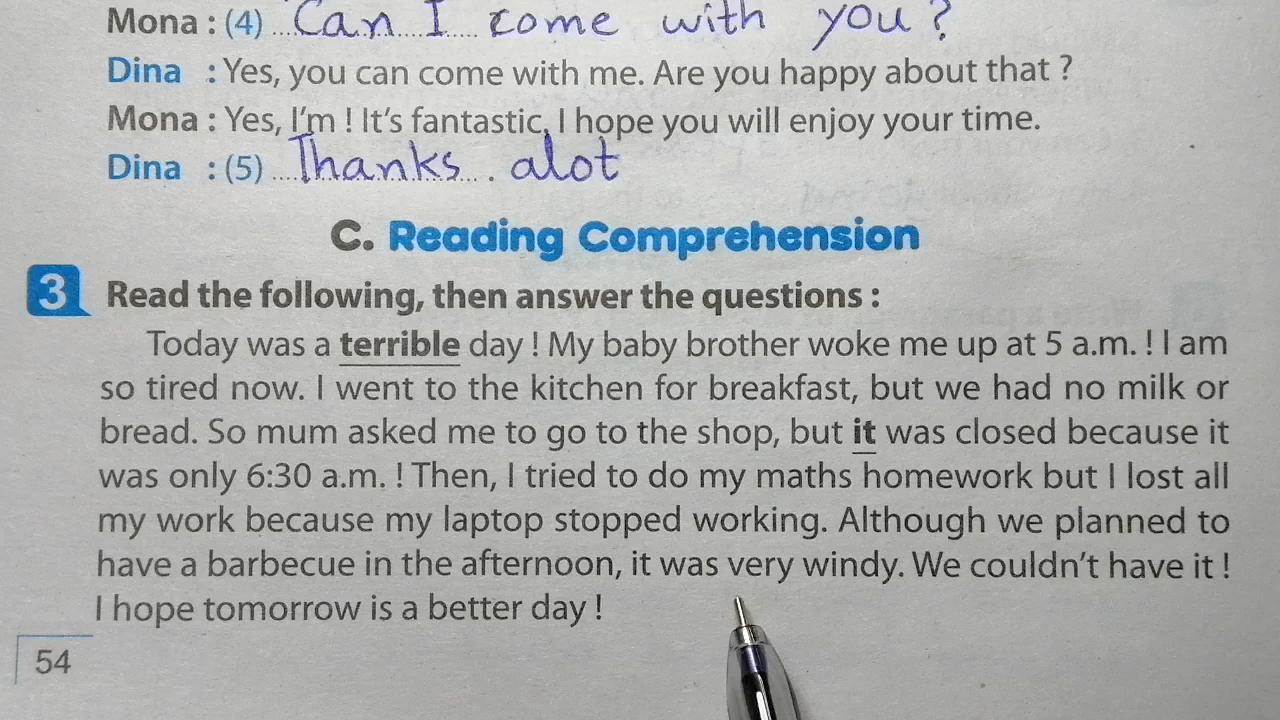 Mona : (4) Can I come with you ?
Dina : Yes, you can come with me. Are you happy about that ?
Mona : Yes, I'm ! It's fantastic, I hope you will enjoy your time.
Dina : (5) Thanks alot
C. Reading Comprehension
3 Read the following, then answer the questions :
Today was a terrible day ! My baby brother woke me up at 5 a.m. ! I am
so tired now. I went to the kitchen for breakfast, but we had no milk or
bread. So mum asked me to go to the shop, but it was closed because it
was only 6:30 a.m. ! Then, I tried to do my maths homework but I lost all
my work because my laptop stopped working. Although we planned to
have a barbecue in the afternoon, it was very windy. We couldn't have it !
I hope tomorrow is a better day !
54